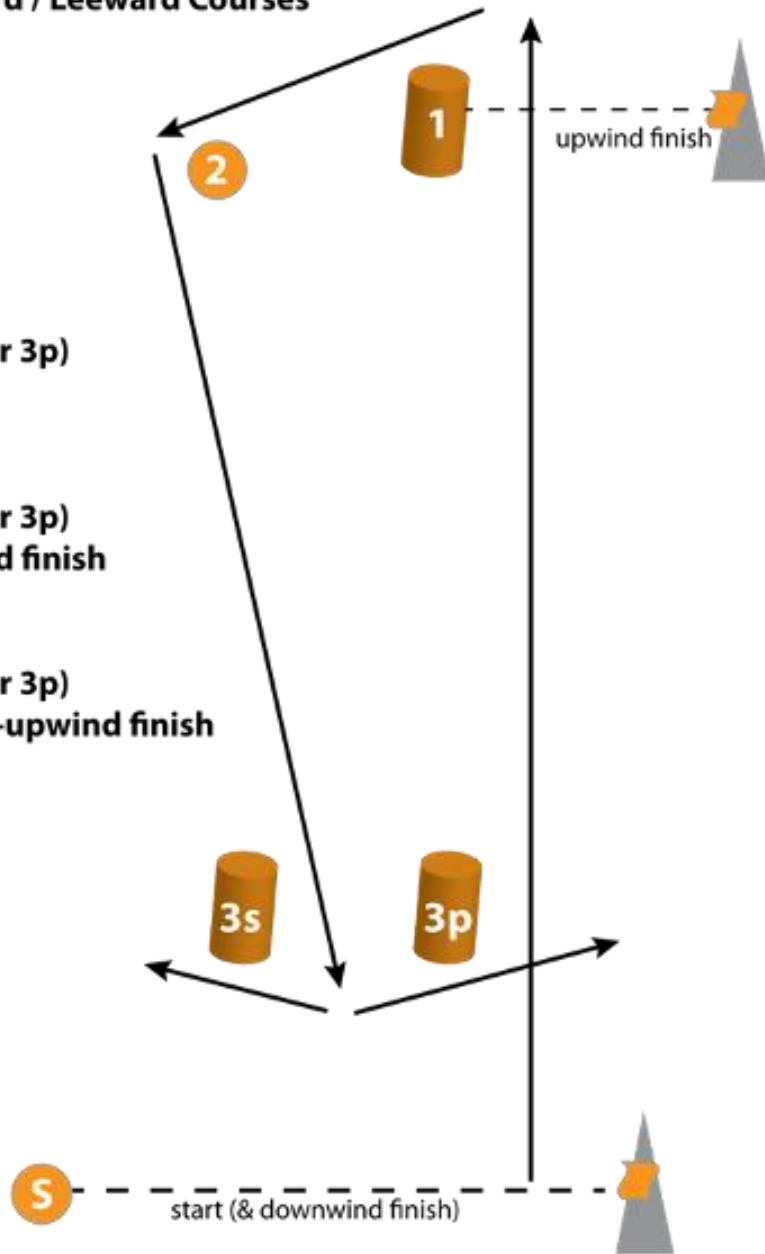 d / Leeward Courses
1
upwind finish
2
r 3p)
r 3p)
d finish
r 3p)
-upwind finish
3s
3p
S
start (& downwind finish)